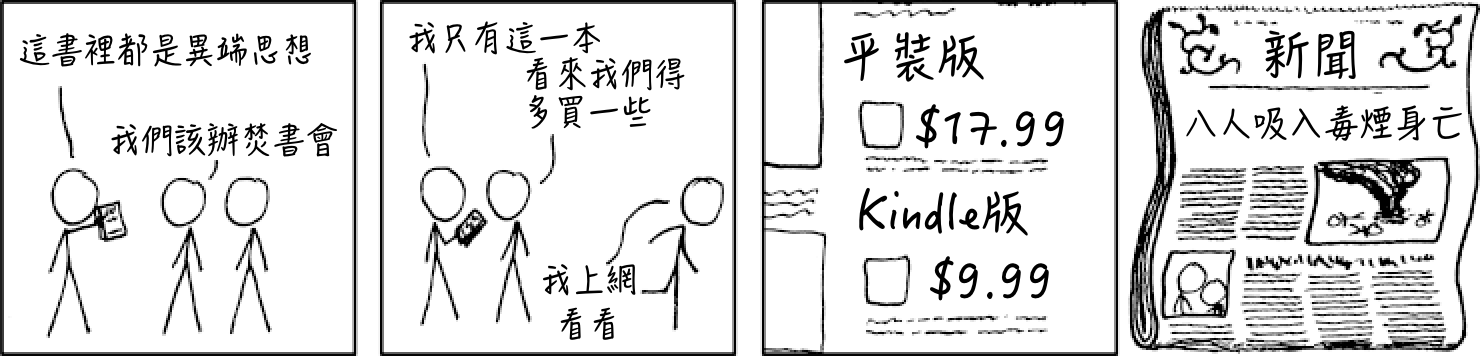 這書裡都是異端思想
我們該辦焚書會
我只有這一本
看來我們得
多買一些
我上網
看看
平裝版
$17.99
Kindle版
$9.99
新聞
八人吸入毒煙身亡